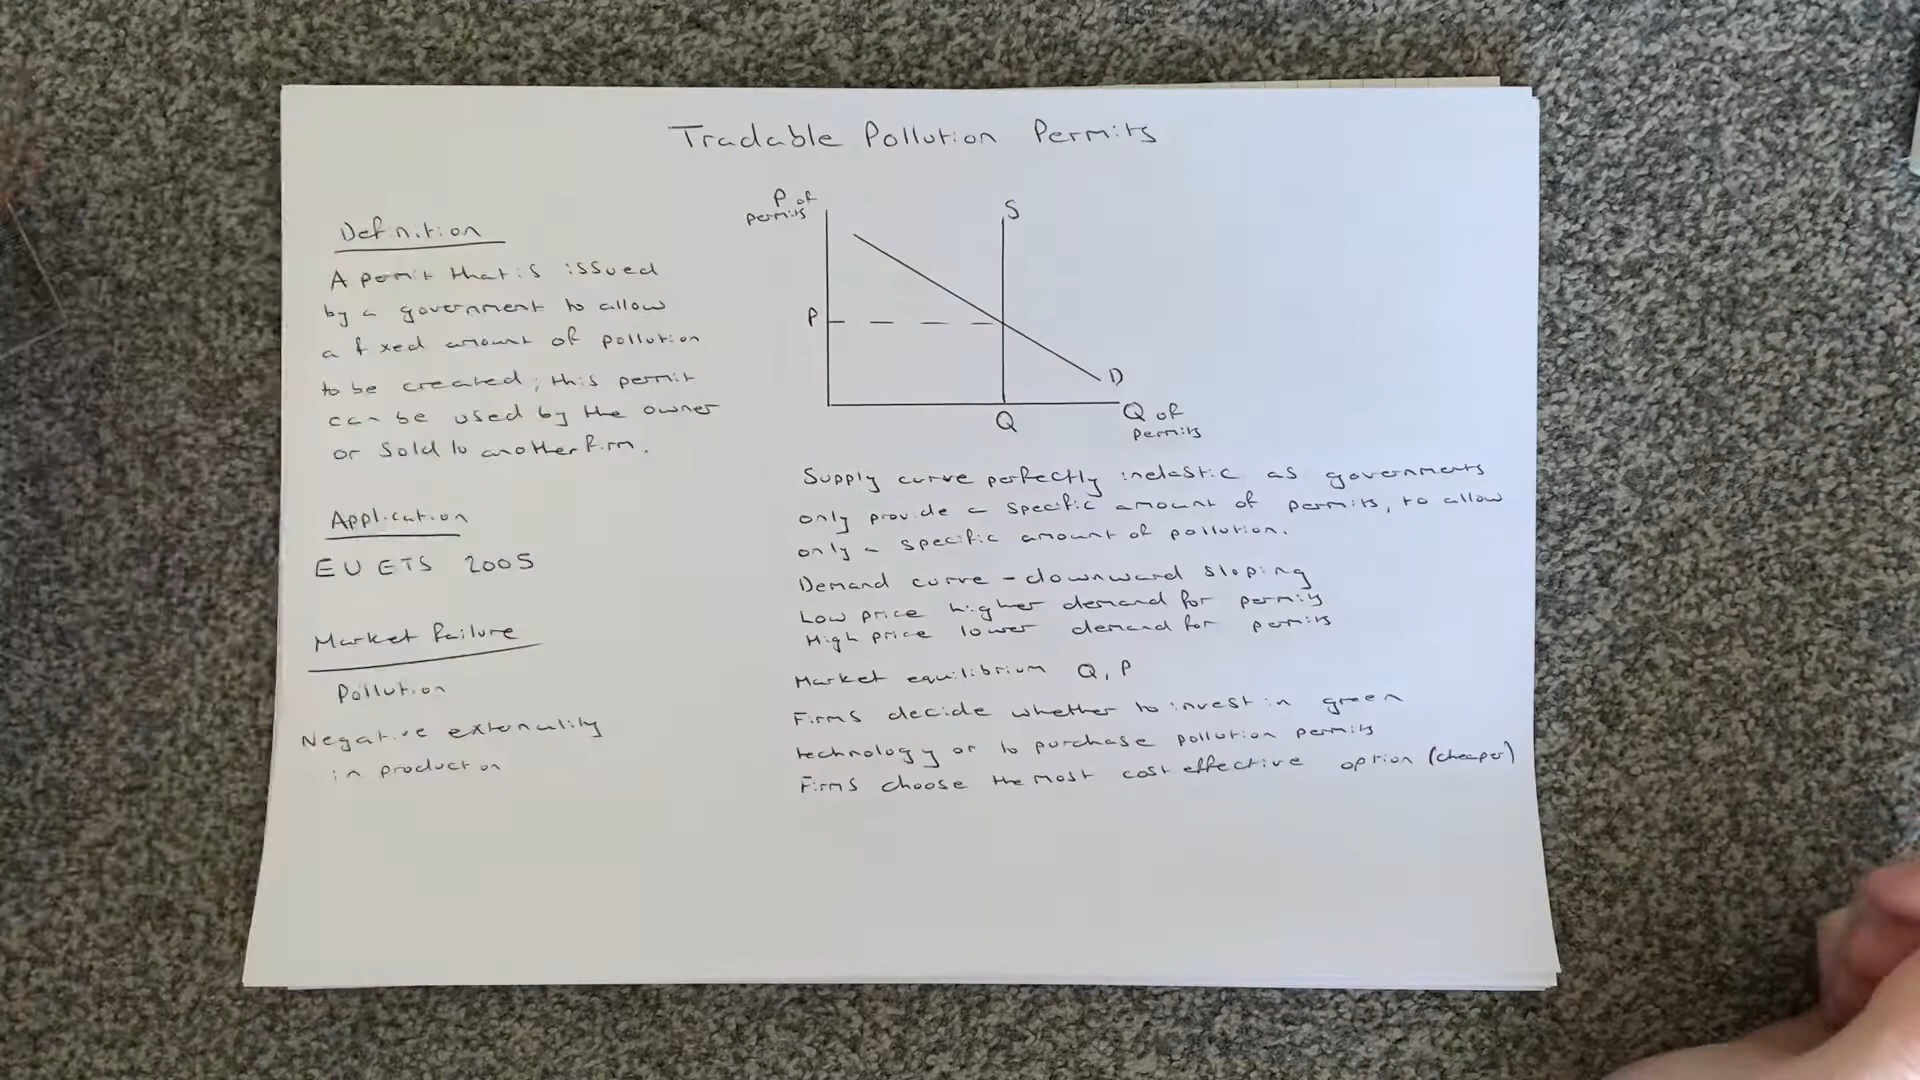 Tradable Pollution Permits
Definition
A permit that is issued
by a government to allow
a fixed amount of pollution
to be created, this permit
can be used by the owner
or sold to another firm.
Application
EU ETS 2005
Market failure
Pollution
Negative externality
in production
P of
permits
S
P
D
Q
Q of
permits
Supply curve perfectly inelastic as governments
only provide a specific amount of permits, to allow
only a specific amount of pollution.
Demand curve - downward sloping
Low price higher demand for permits
High price lower demand for permits
Market equilibrium Q, P
Firms decide whether to invest in green
technology or to purchase pollution permits
Firms choose the most cost effective option (cheaper)